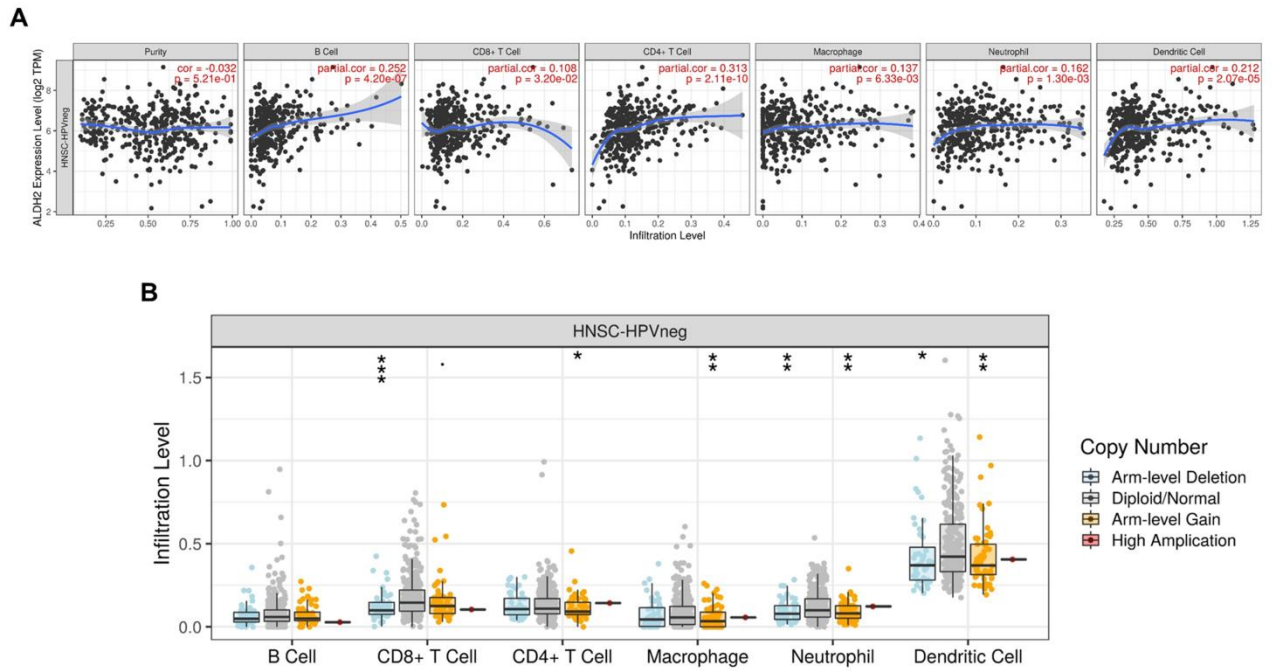 A
Purity
B Cell
CD8+ T Cell
CD4+ T Cell
Macrophage
Neutrophil
Dendritic Cell
cor = -0.032
p = 5.21e-01
partial.cor = 0.252
p = 4.20e-07
partial.cor = 0.108
p = 3.20e-02
partial.cor = 0.313
p = 2.11e-10
partial.cor = 0.137
p = 6.33e-03
partial.cor = 0.162
p = 1.30e-03
partial.cor = 0.212
p = 2.07e-05
ALDH2 Expression Level (log2 TPM)
HNSC-HPVneg
8
6
4
2
0.25 0.50 0.75 1.00
0.0 0.1 0.2 0.3 0.4 0.5
0.0 0.2 0.4 0.6
0.0 0.1 0.2 0.3 0.4
0.0 0.1 0.2 0.3 0.4
0.0 0.1 0.2 0.3
0.25 0.50 0.75 1.00 1.25
Infiltration Level
B
HNSC-HPVneg
*** . * ** ** ** * **
Infiltration Level
1.5
1.0
0.5
0.0
B Cell CD8+ T Cell CD4+ T Cell Macrophage Neutrophil Dendritic Cell
Copy Number
Arm-level Deletion
Diploid/Normal
Arm-level Gain
High Amplication